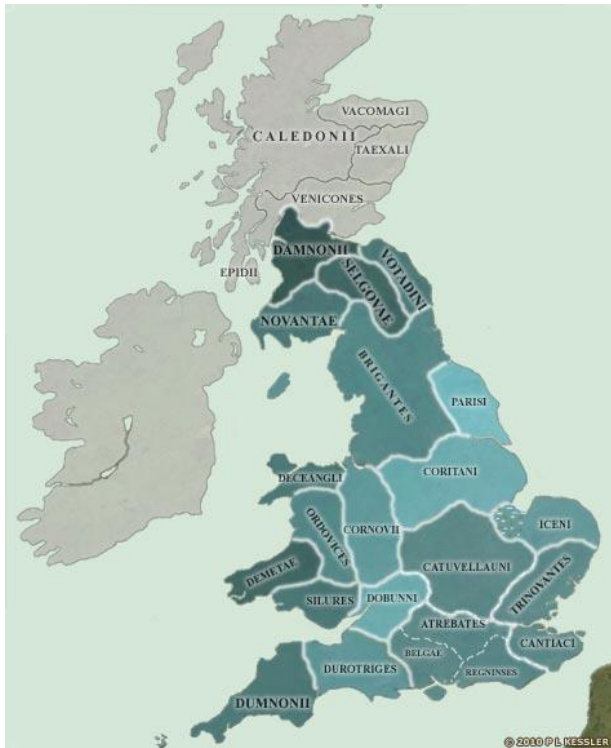 VACOMAGI
CALEDONII
TAEXALI
VENICONES
DAMNONII
VOTADINI
SELGOVAE
EPIDII
NOVANTAE
BRIGANTES
PARISI
DECEANGLI
CORITANI
ORDOVICES
CORNOVII
ICENI
CATUVELLAUNI
DEMETAE
TRINOVANTES
SILURES
DOBUNNI
ATREBATES
CANTIACI
BELGAE
DUROTRIGES
REGNINSES
DUMNONII
© 2010 P L KESSLER